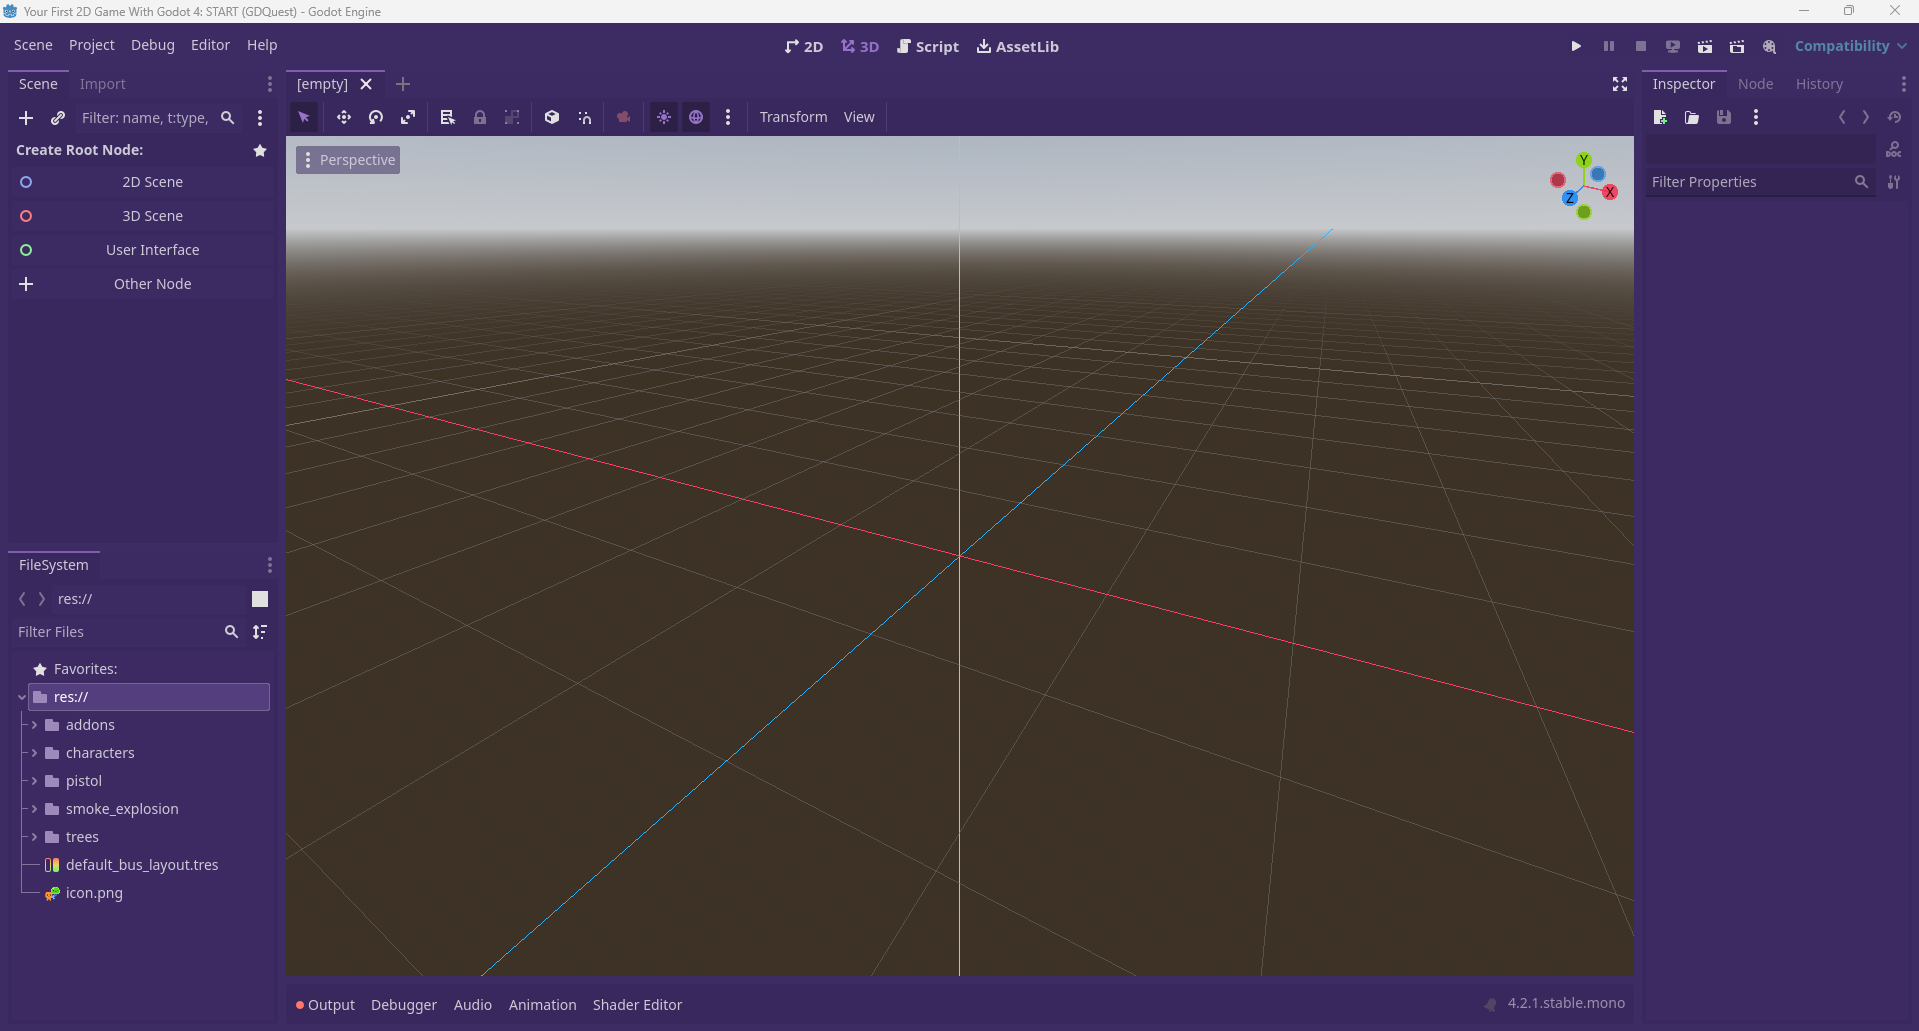 Your First 2D Game With Godot 4: START (GDQuest) - Godot Engine
Scene Project Debug Editor Help
2D 3D Script AssetLib
Compatibility
Scene Import
[empty]
Inspector Node History
Filter: name, t:type,
Transform View
Create Root Node:
Perspective
2D Scene
3D Scene
User Interface
Other Node
Y
X
Z
DOC
Filter Properties
FileSystem
res://
Filter Files
Favorites:
res://
addons
characters
pistol
smoke_explosion
trees
default_bus_layout.tres
icon.png
Output Debugger Audio Animation Shader Editor
4.2.1.stable.mono